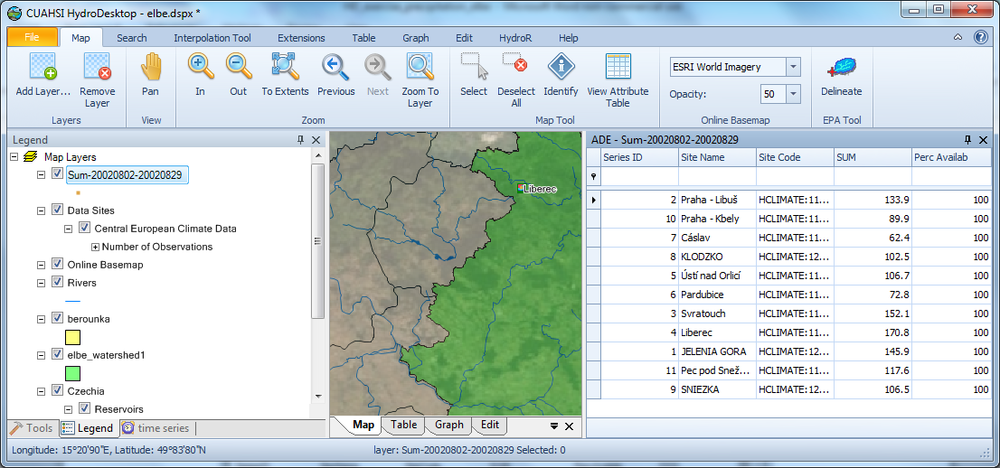 CUAHSI HydroDesktop - elbe.dspx *
File Map Search Interpolation Tool Extensions Table Graph Edit HydroR Help
Add Layer... Remove Layer Pan In Out To Extents Previous Next Zoom To Layer Select Deselect All Identify View Attribute Table ESRI World Imagery Opacity: 50 Delineate
Layers View Zoom Map Tool Online Basemap EPA Tool
Legend
Map Layers
Sum-20020802-20020829
Data Sites
Central European Climate Data
Number of Observations
Online Basemap
Rivers
berounka
elbe_watershed1
Czechia
Reservoirs
Tools Legend time series
Liberec
Map Table Graph Edit
ADE - Sum-20020802-20020829
Series ID Site Name Site Code SUM Perc Availab
2 Praha - Libuš HCLIMATE:11... 133.9 100
10 Praha - Kbely HCLIMATE:11... 89.9 100
7 Cáslav HCLIMATE:11... 62.4 100
8 KLODZKO HCLIMATE:12... 102.5 100
5 Ústí nad Orlicí HCLIMATE:11... 106.7 100
6 Pardubice HCLIMATE:11... 72.8 100
3 Svratouch HCLIMATE:11... 152.1 100
4 Liberec HCLIMATE:11... 170.8 100
1 JELENIA GORA HCLIMATE:12... 145.9 100
11 Pec pod Snež... HCLIMATE:11... 117.6 100
9 SNIEZKA HCLIMATE:12... 106.5 100
Longitude: 15°20'90"E, Latitude: 49°83'80"N layer: Sum-20020802-20020829 Selected: 0